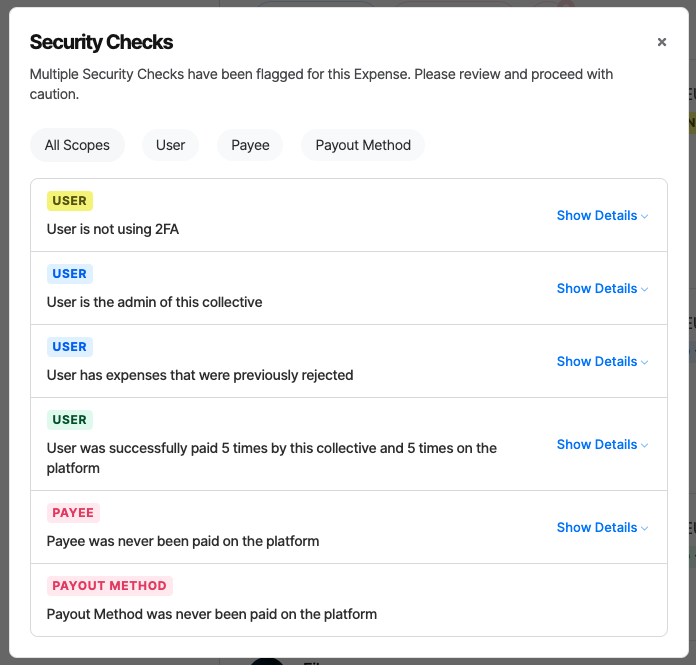 Security Checks
×
Multiple Security Checks have been flagged for this Expense. Please review and proceed with
caution.
All Scopes
User
Payee
Payout Method
USER
User is not using 2FA
Show Details
USER
User is the admin of this collective
Show Details
USER
User has expenses that were previously rejected
Show Details
USER
User was successfully paid 5 times by this collective and 5 times on the
platform
Show Details
PAYEE
Payee was never been paid on the platform
Show Details
PAYOUT METHOD
Payout Method was never been paid on the platform